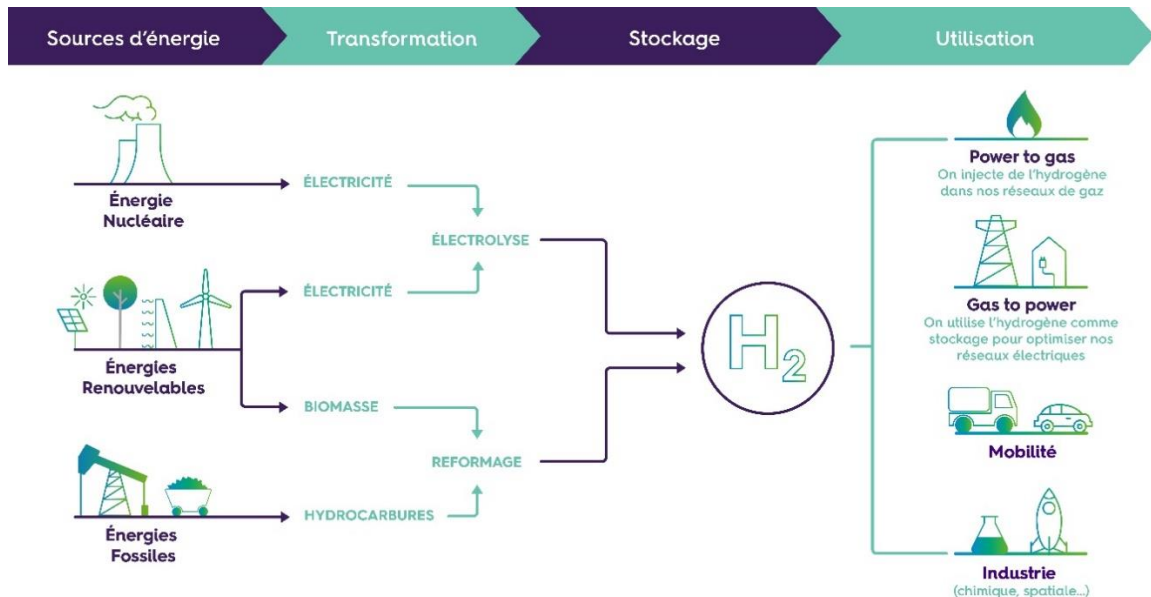 Sources d'énergie
Transformation
Stockage
Utilisation
Énergie
Nucléaire
ÉLECTRICITÉ
ÉLECTROLYSE
Énergies
Renouvelables
ÉLECTRICITÉ
BIOMASSE
REFORMAGE
Énergies
Fossiles
HYDROCARBURES
H2
Power to gas
On injecte de l'hydrogène
dans nos réseaux de gaz
Gas to power
On utilise l'hydrogène comme
stockage pour optimiser nos
réseaux électriques
Mobilité
Industrie
(chimique, spatiale...)